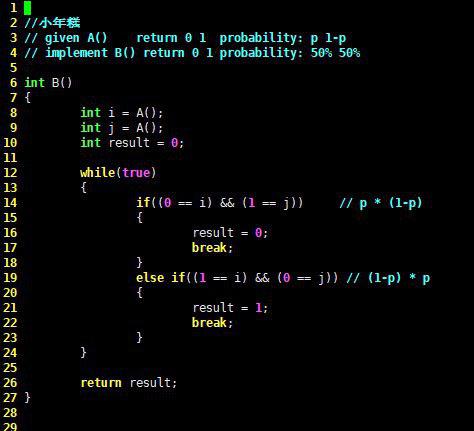 1
2 //小年糕
3 // given A()    return 0 1  probability: p 1-p
4 // implement B() return 0 1 probability: 50% 50%
5
6 int B()
7 {
8         int i = A();
9         int j = A();
10         int result = 0;
11
12         while(true)
13         {
14                 if((0 == i) && (1 == j))     // p * (1-p)
15                 {
16                         result = 0;
17                         break;
18                 }
19                 else if((1 == i) && (0 == j)) // (1-p) * p
20                 {
21                         result = 1;
22                         break;
23                 }
24         }
25
26         return result;
27 }
28
29